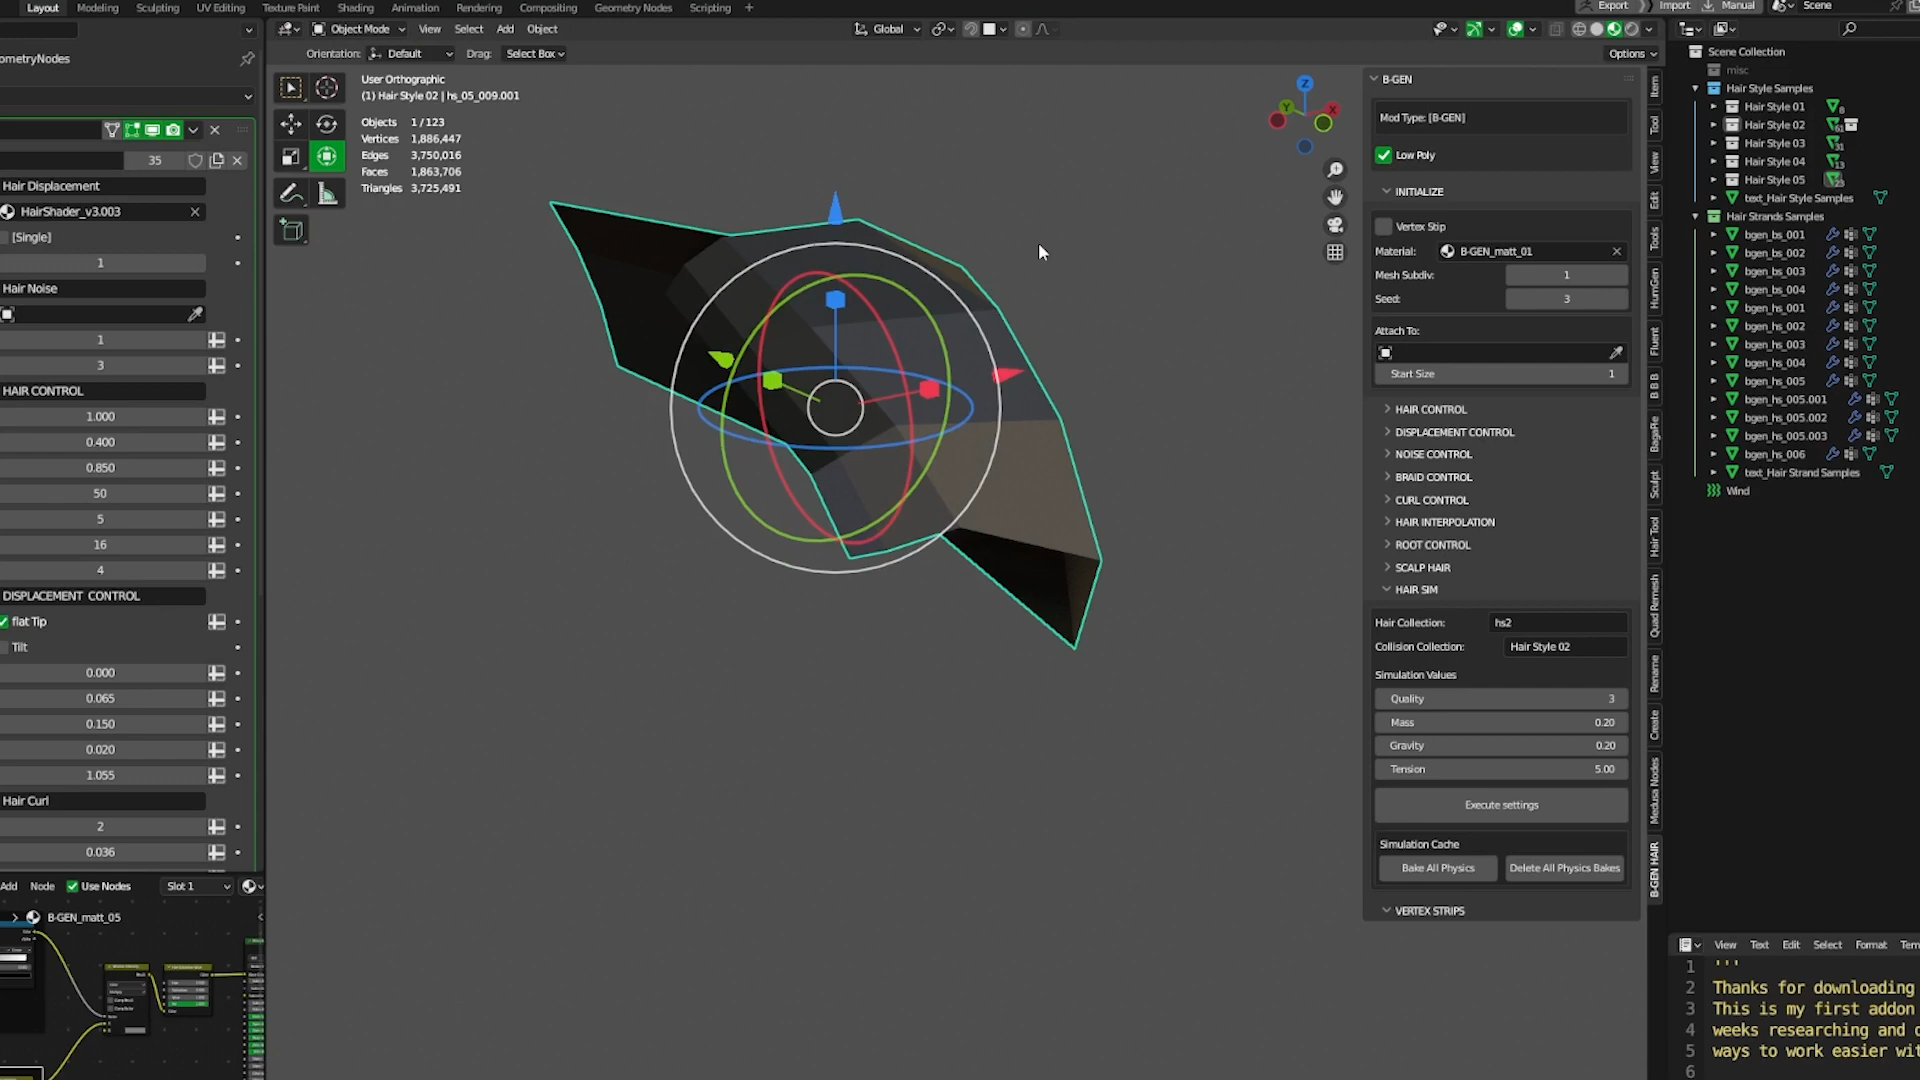 Layout
Modeling
Sculpting
UV Editing
Texture Paint
Shading
Animation
Rendering
Compositing
Geometry Nodes
Scripting
+
Export
Import
Manual
Scene
Object Mode
View
Select
Add
Object
Global
Orientation:
Default
Drag:
Select Box
Options
ometryNodes
35
Hair Displacement
HairShader_v3.003
[Single]
1
Hair Noise
1
3
HAIR CONTROL
1.000
0.400
0.850
50
5
16
4
DISPLACEMENT CONTROL
flat Tip
Tilt
0.000
0.065
0.150
0.020
1.055
Hair Curl
2
0.036
Add
Node
Use Nodes
Slot 1
B-GEN_matt_05
User Orthographic
(1) Hair Style 02 | hs_05_009.001
Objects 1 / 123
Vertices 1,886,447
Edges 3,750,016
Faces 1,863,706
Triangles 3,725,491
Z
Y
X
B-GEN
Mod Type: [B-GEN]
Low Poly
INITIALIZE
Vertex Stip
Material: B-GEN_matt_01
Mesh Subdiv: 1
Seed: 3
Attach To:
Start Size 1
HAIR CONTROL
DISPLACEMENT CONTROL
NOISE CONTROL
BRAID CONTROL
CURL CONTROL
HAIR INTERPOLATION
ROOT CONTROL
SCALP HAIR
HAIR SIM
Hair Collection: hs2
Collision Collection: Hair Style 02
Simulation Values
Quality 3
Mass 0.20
Gravity 0.20
Tension 5.00
Execute settings
Simulation Cache
Bake All Physics
Delete All Physics Bakes
VERTEX STRIPS
Item
Tool
View
Edit
Tools
HumGen
Fluent
B B B
BagaPie
Sculpt
Hair Tool
Quad Remesh
Rename
Create
Medusa Nodes
B-GEN HAIR
Scene Collection
misc
Hair Style Samples
Hair Style 01
Hair Style 02
Hair Style 03
Hair Style 04
Hair Style 05
text_Hair Style Samples
Hair Strands Samples
bgen_bs_001
bgen_bs_002
bgen_bs_003
bgen_bs_004
bgen_hs_001
bgen_hs_002
bgen_hs_003
bgen_hs_004
bgen_hs_005
bgen_hs_005.001
bgen_hs_005.002
bgen_hs_005.003
bgen_hs_006
text_Hair Strand Samples
Wind
View
Text
Edit
Select
Format
Tem
1 '''
2 Thanks for downloading
3 This is my first addon
4 weeks researching and
5 ways to work easier wit
6